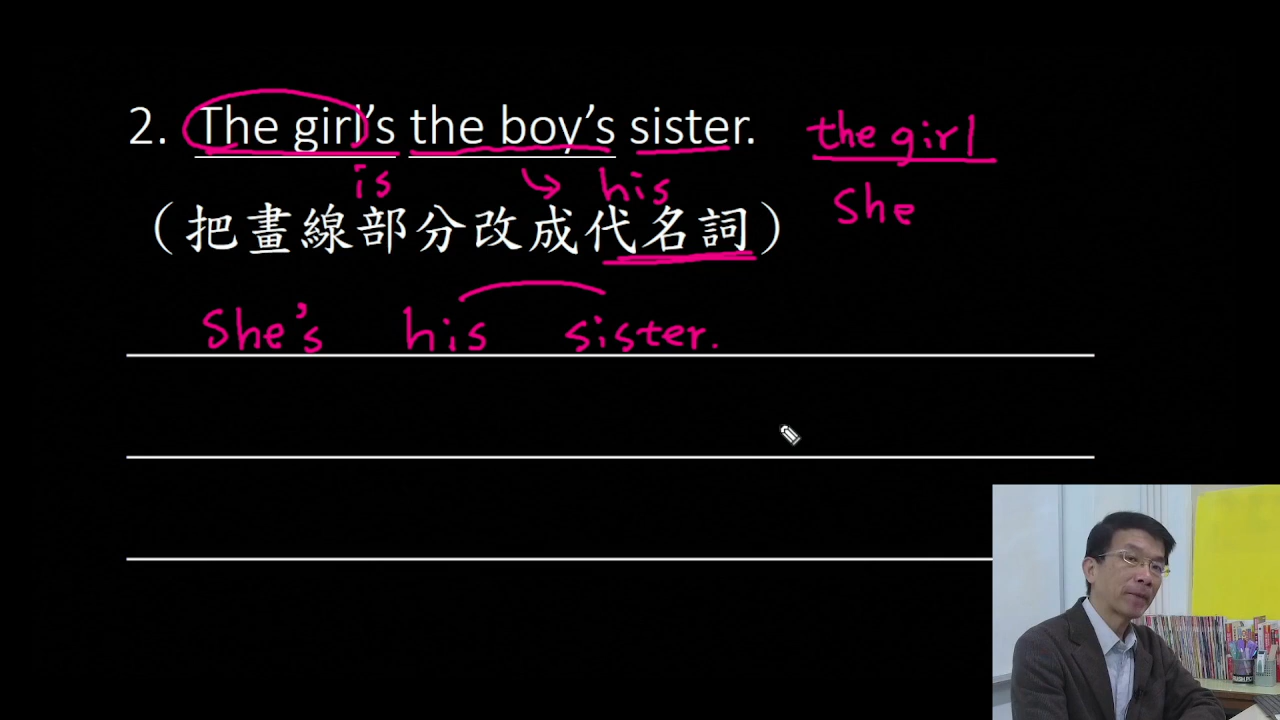 2. The girl's the boy's sister.
the girl
is
his
she
(把畫線部分改成代名詞)
She's his sister.